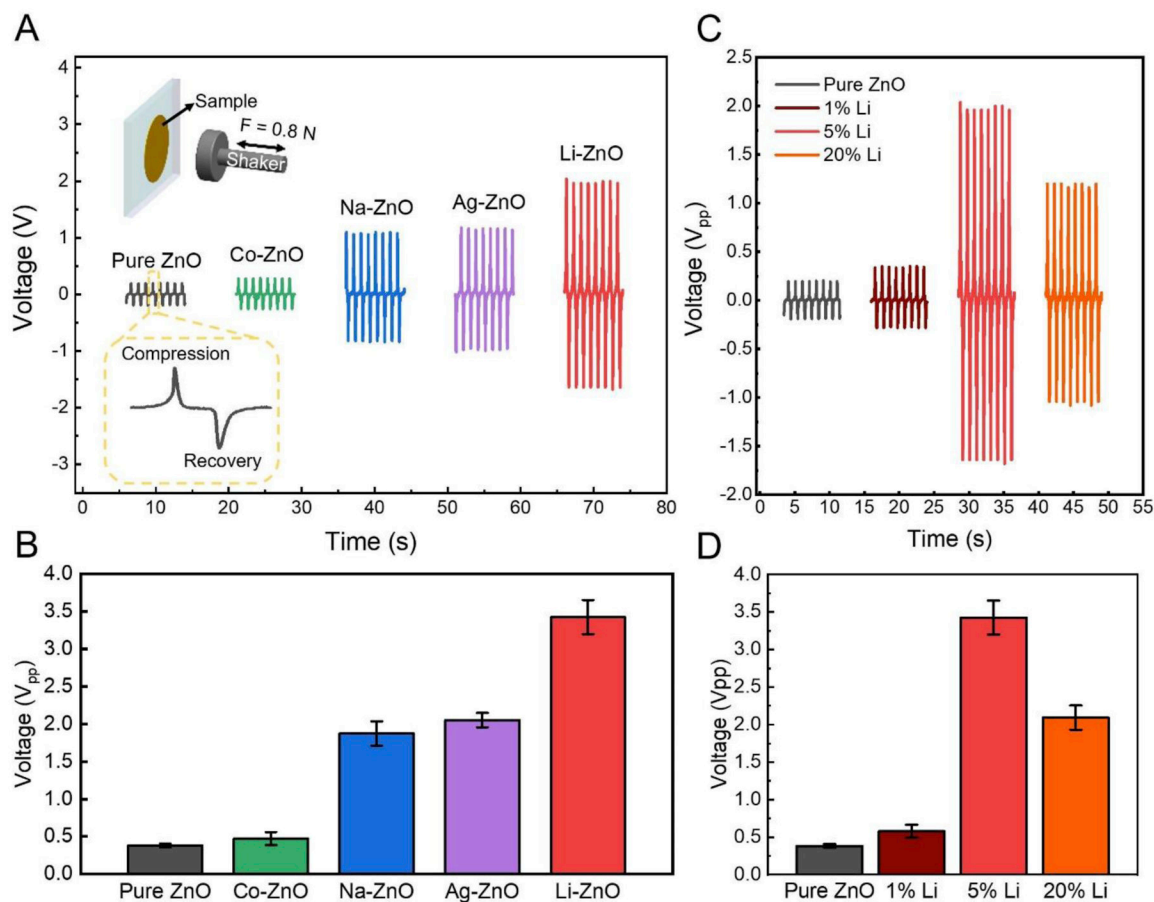 A
Voltage (V)
4
3
2
1
0
-1
-2
-3
Sample
F = 0.8 N
Shaker
Pure ZnO
Co-ZnO
Na-ZnO
Ag-ZnO
Li-ZnO
Compression
Recovery
0 10 20 30 40 50 60 70 80
Time (s)
C
Voltage (Vpp)
2.5
2.0
1.5
1.0
0.5
0.0
-0.5
-1.0
-1.5
-2.0
Pure ZnO
1% Li
5% Li
20% Li
0 5 10 15 20 25 30 35 40 45 50 55
Time (s)
B
Voltage (Vpp)
4.0
3.5
3.0
2.5
2.0
1.5
1.0
0.5
0.0
Pure ZnO Co-ZnO Na-ZnO Ag-ZnO Li-ZnO
D
Voltage (Vpp)
4.0
3.5
3.0
2.5
2.0
1.5
1.0
0.5
0.0
Pure ZnO 1% Li 5% Li 20% Li